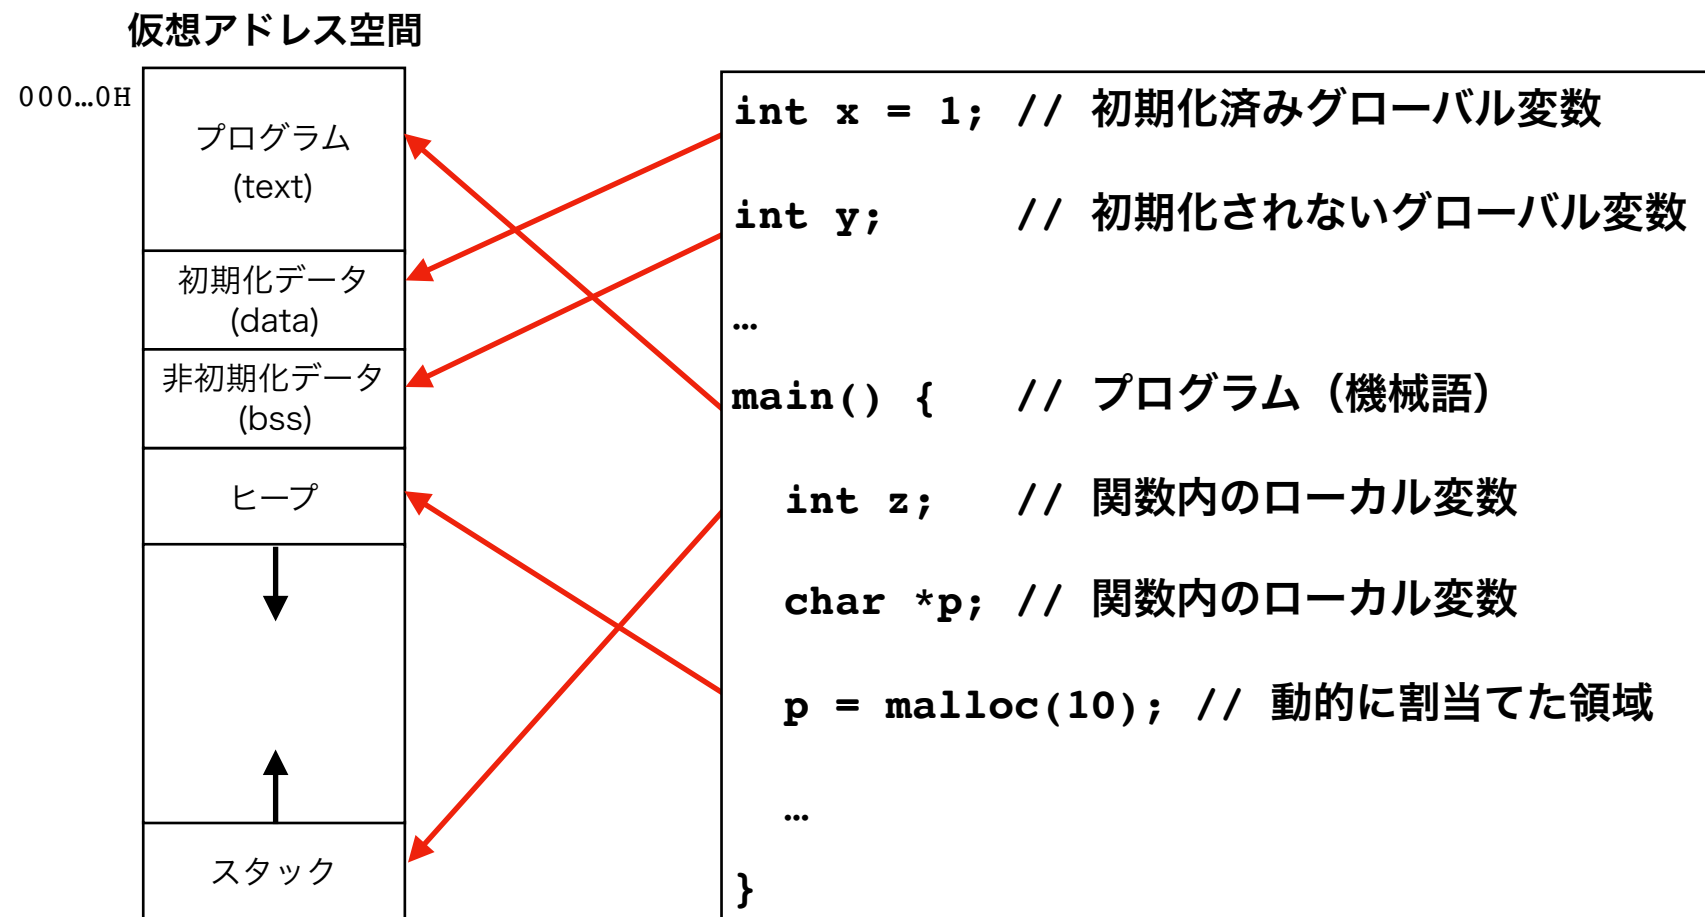 仮想アドレス空間
000…0H
プログラム
(text)
初期化データ
(data)
非初期化データ
(bss)
ヒープ
スタック
int x = 1; // 初期化済みグローバル変数
int y; // 初期化されないグローバル変数
…
main() { // プログラム（機械語）
int z; // 関数内のローカル変数
char *p; // 関数内のローカル変数
p = malloc(10); // 動的に割当てた領域
…
}